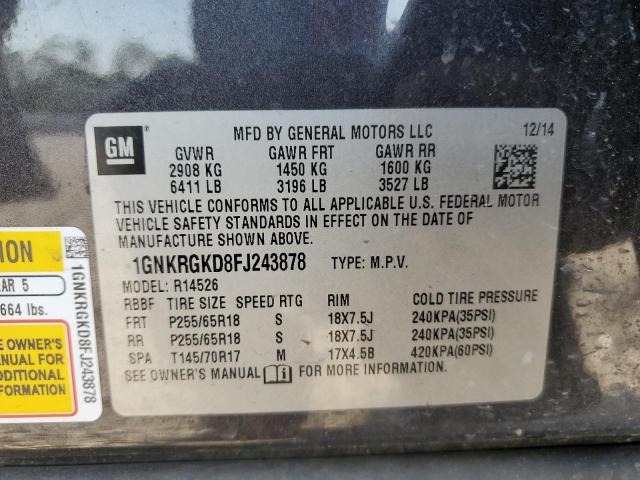 GM
MFD BY GENERAL MOTORS LLC 12/14
GVWR GAWR FRT GAWR RR
2908 KG 1450 KG 1600 KG
6411 LB 3196 LB 3527 LB
THIS VEHICLE CONFORMS TO ALL APPLICABLE U.S. FEDERAL MOTOR
VEHICLE SAFETY STANDARDS IN EFFECT ON THE DATE OF
MANUFACTURE SHOWN ABOVE.
1GNKRGKD8FJ243878 TYPE: M.P.V.
MODEL: R14526
RBBF TIRE SIZE SPEED RTG RIM COLD TIRE PRESSURE
FRT P255/65R18 S 18X7.5J 240KPA(35PSI)
RR P255/65R18 S 18X7.5J 240KPA(35PSI)
SPA T145/70R17 M 17X4.5B 420KPA(60PSI)
SEE OWNER'S MANUAL FOR MORE INFORMATION
ION
AR 5
664 lbs.
OWNER'S
NUAL FOR
DDITIONAL
ORMATION
1GNKRGKD8FJ243878